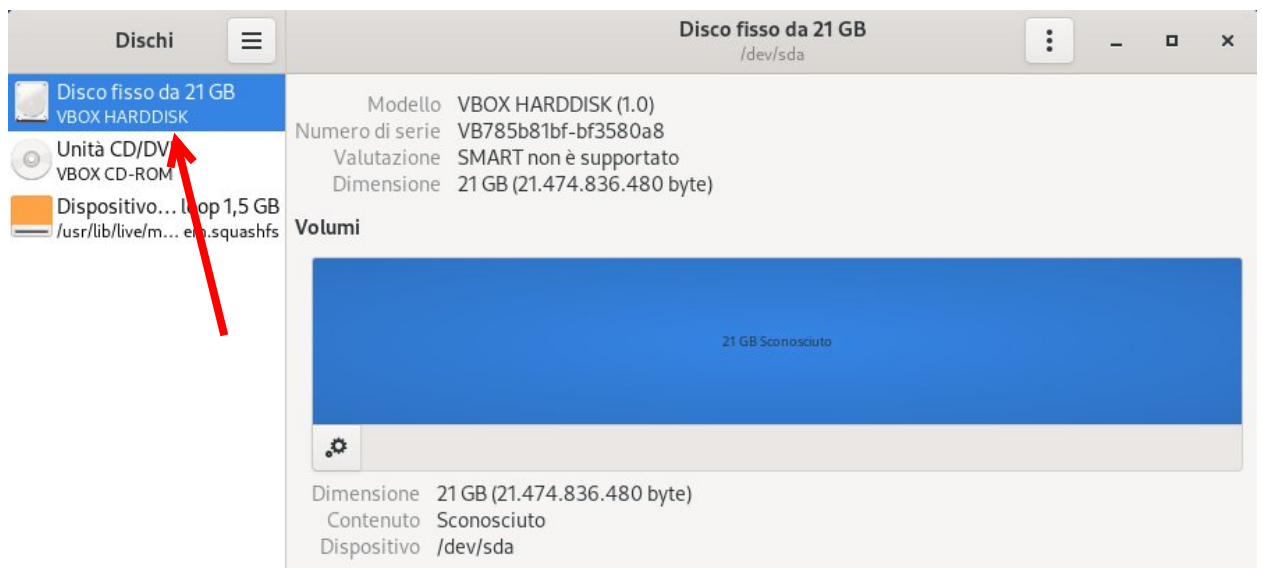 Dischi
Disco fisso da 21 GB
/dev/sda
Disco fisso da 21 GB
VBOX HARDDISK
Unità CD/DV
VBOX CD-ROM
Dispositivo… loop 1,5 GB
/usr/lib/live/m… em.squashfs
Modello VBOX HARDDISK (1.0)
Numero di serie VB785b81bf-bf3580a8
Valutazione SMART non è supportato
Dimensione 21 GB (21.474.836.480 byte)
Volumi
21 GB Sconosciuto
Dimensione 21 GB (21.474.836.480 byte)
Contenuto Sconosciuto
Dispositivo /dev/sda